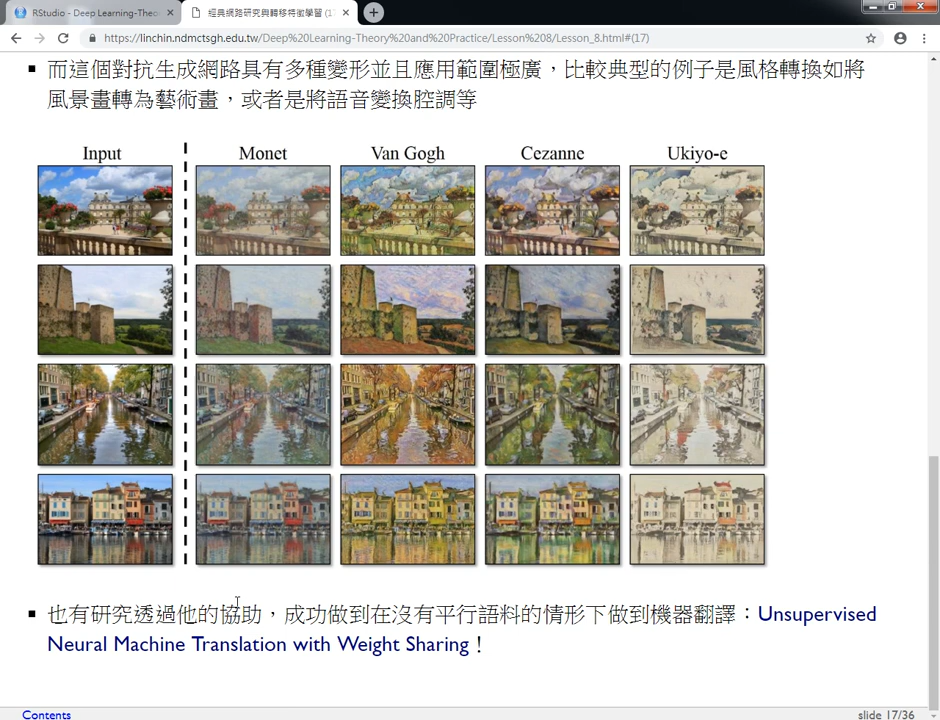 RStudio - Deep Learning-Theo
經典網路研究與轉移特徵學習 (1
https://linchin.ndmctsgh.edu.tw/Deep%20Learning-Theory%20and%20Practice/Lesson%208/Lesson_8.html#(17)
▪ 而這個對抗生成網路具有多種變形並且應用範圍極廣，比較典型的例子是風格轉換如將
風景畫轉為藝術畫，或者是將語音變換腔調等
Input Monet Van Gogh Cezanne Ukiyo-e
▪ 也有研究透過他的協助，成功做到在沒有平行語料的情形下做到機器翻譯：Unsupervised
Neural Machine Translation with Weight Sharing！
Contents
slide 17/36